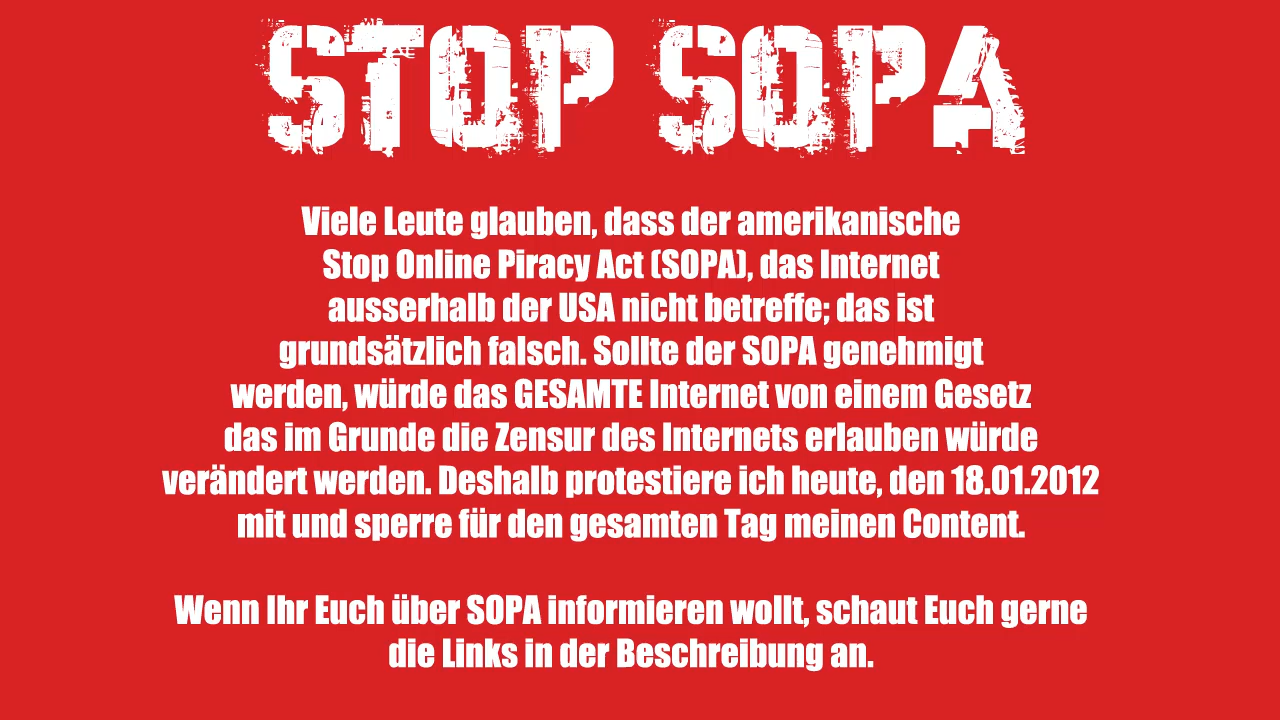 STOP SOPA
Viele Leute glauben, dass der amerikanische
Stop Online Piracy Act (SOPA), das Internet
ausserhalb der USA nicht betreffe; das ist
grundsätzlich falsch. Sollte der SOPA genehmigt
werden, würde das GESAMTE Internet von einem Gesetz
das im Grunde die Zensur des Internets erlauben würde
verändert werden. Deshalb protestiere ich heute, den 18.01.2012
mit und sperre für den gesamten Tag meinen Content.
Wenn Ihr Euch über SOPA informieren wollt, schaut Euch gerne
die Links in der Beschreibung an.